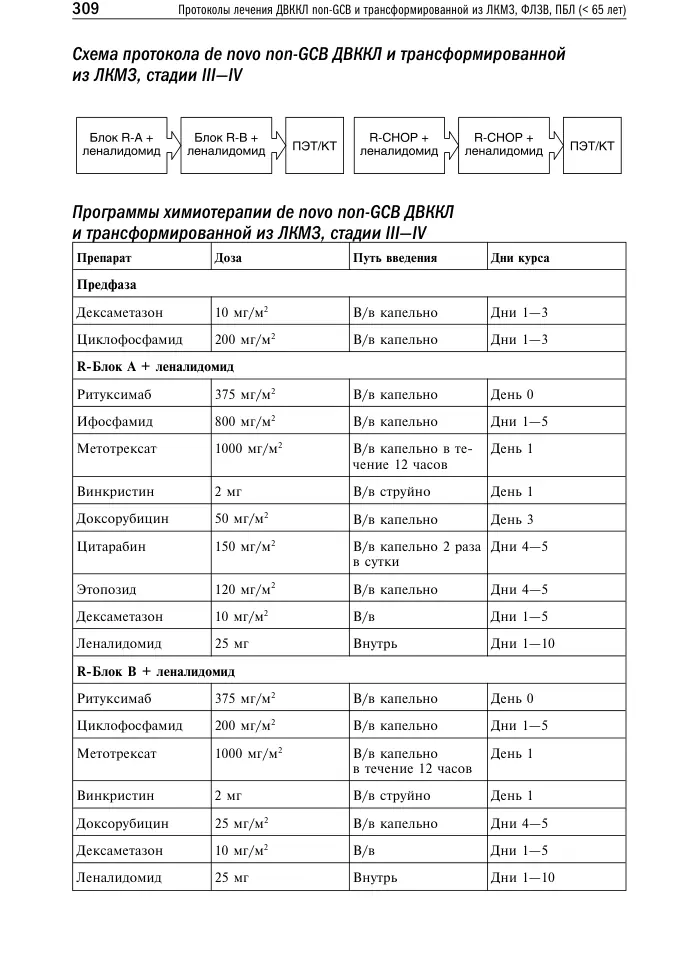 309 Протоколы лечения ДВККЛ non-GCB и трансформированной из ЛКМЗ, ФЛЗВ, ПБЛ (< 65 лет)
Схема протокола de novo non-GCB ДВККЛ и трансформированной
из ЛКМЗ, стадии III—IV
Блок R-A +
леналидомид
Блок R-B +
леналидомид
ПЭТ/КТ
R-CHOP +
леналидомид
R-CHOP +
леналидомид
ПЭТ/КТ
Программы химиотерапии de novo non-GCB ДВККЛ
и трансформированной из ЛКМЗ, стадии III—IV
Препарат Доза Путь введения Дни курса
Предфаза
Дексаметазон 10 мг/м² В/в капельно Дни 1—3
Циклофосфамид 200 мг/м² В/в капельно Дни 1—3
R-Блок А + леналидомид
Ритуксимаб 375 мг/м² В/в капельно День 0
Ифосфамид 800 мг/м² В/в капельно Дни 1—5
Метотрексат 1000 мг/м² В/в капельно в те- День 1
чение 12 часов
Винкристин 2 мг В/в струйно День 1
Доксорубицин 50 мг/м² В/в капельно День 3
Цитарабин 150 мг/м² В/в капельно 2 раза Дни 4—5
в сутки
Этопозид 120 мг/м² В/в капельно Дни 4—5
Дексаметазон 10 мг/м² В/в Дни 1—5
Леналидомид 25 мг Внутрь Дни 1—10
R-Блок В + леналидомид
Ритуксимаб 375 мг/м² В/в капельно День 0
Циклофосфамид 200 мг/м² В/в капельно Дни 1—5
Метотрексат 1000 мг/м² В/в капельно День 1
в течение 12 часов
Винкристин 2 мг В/в струйно День 1
Доксорубицин 25 мг/м² В/в капельно Дни 4—5
Дексаметазон 10 мг/м² В/в Дни 1—5
Леналидомид 25 мг Внутрь Дни 1—10